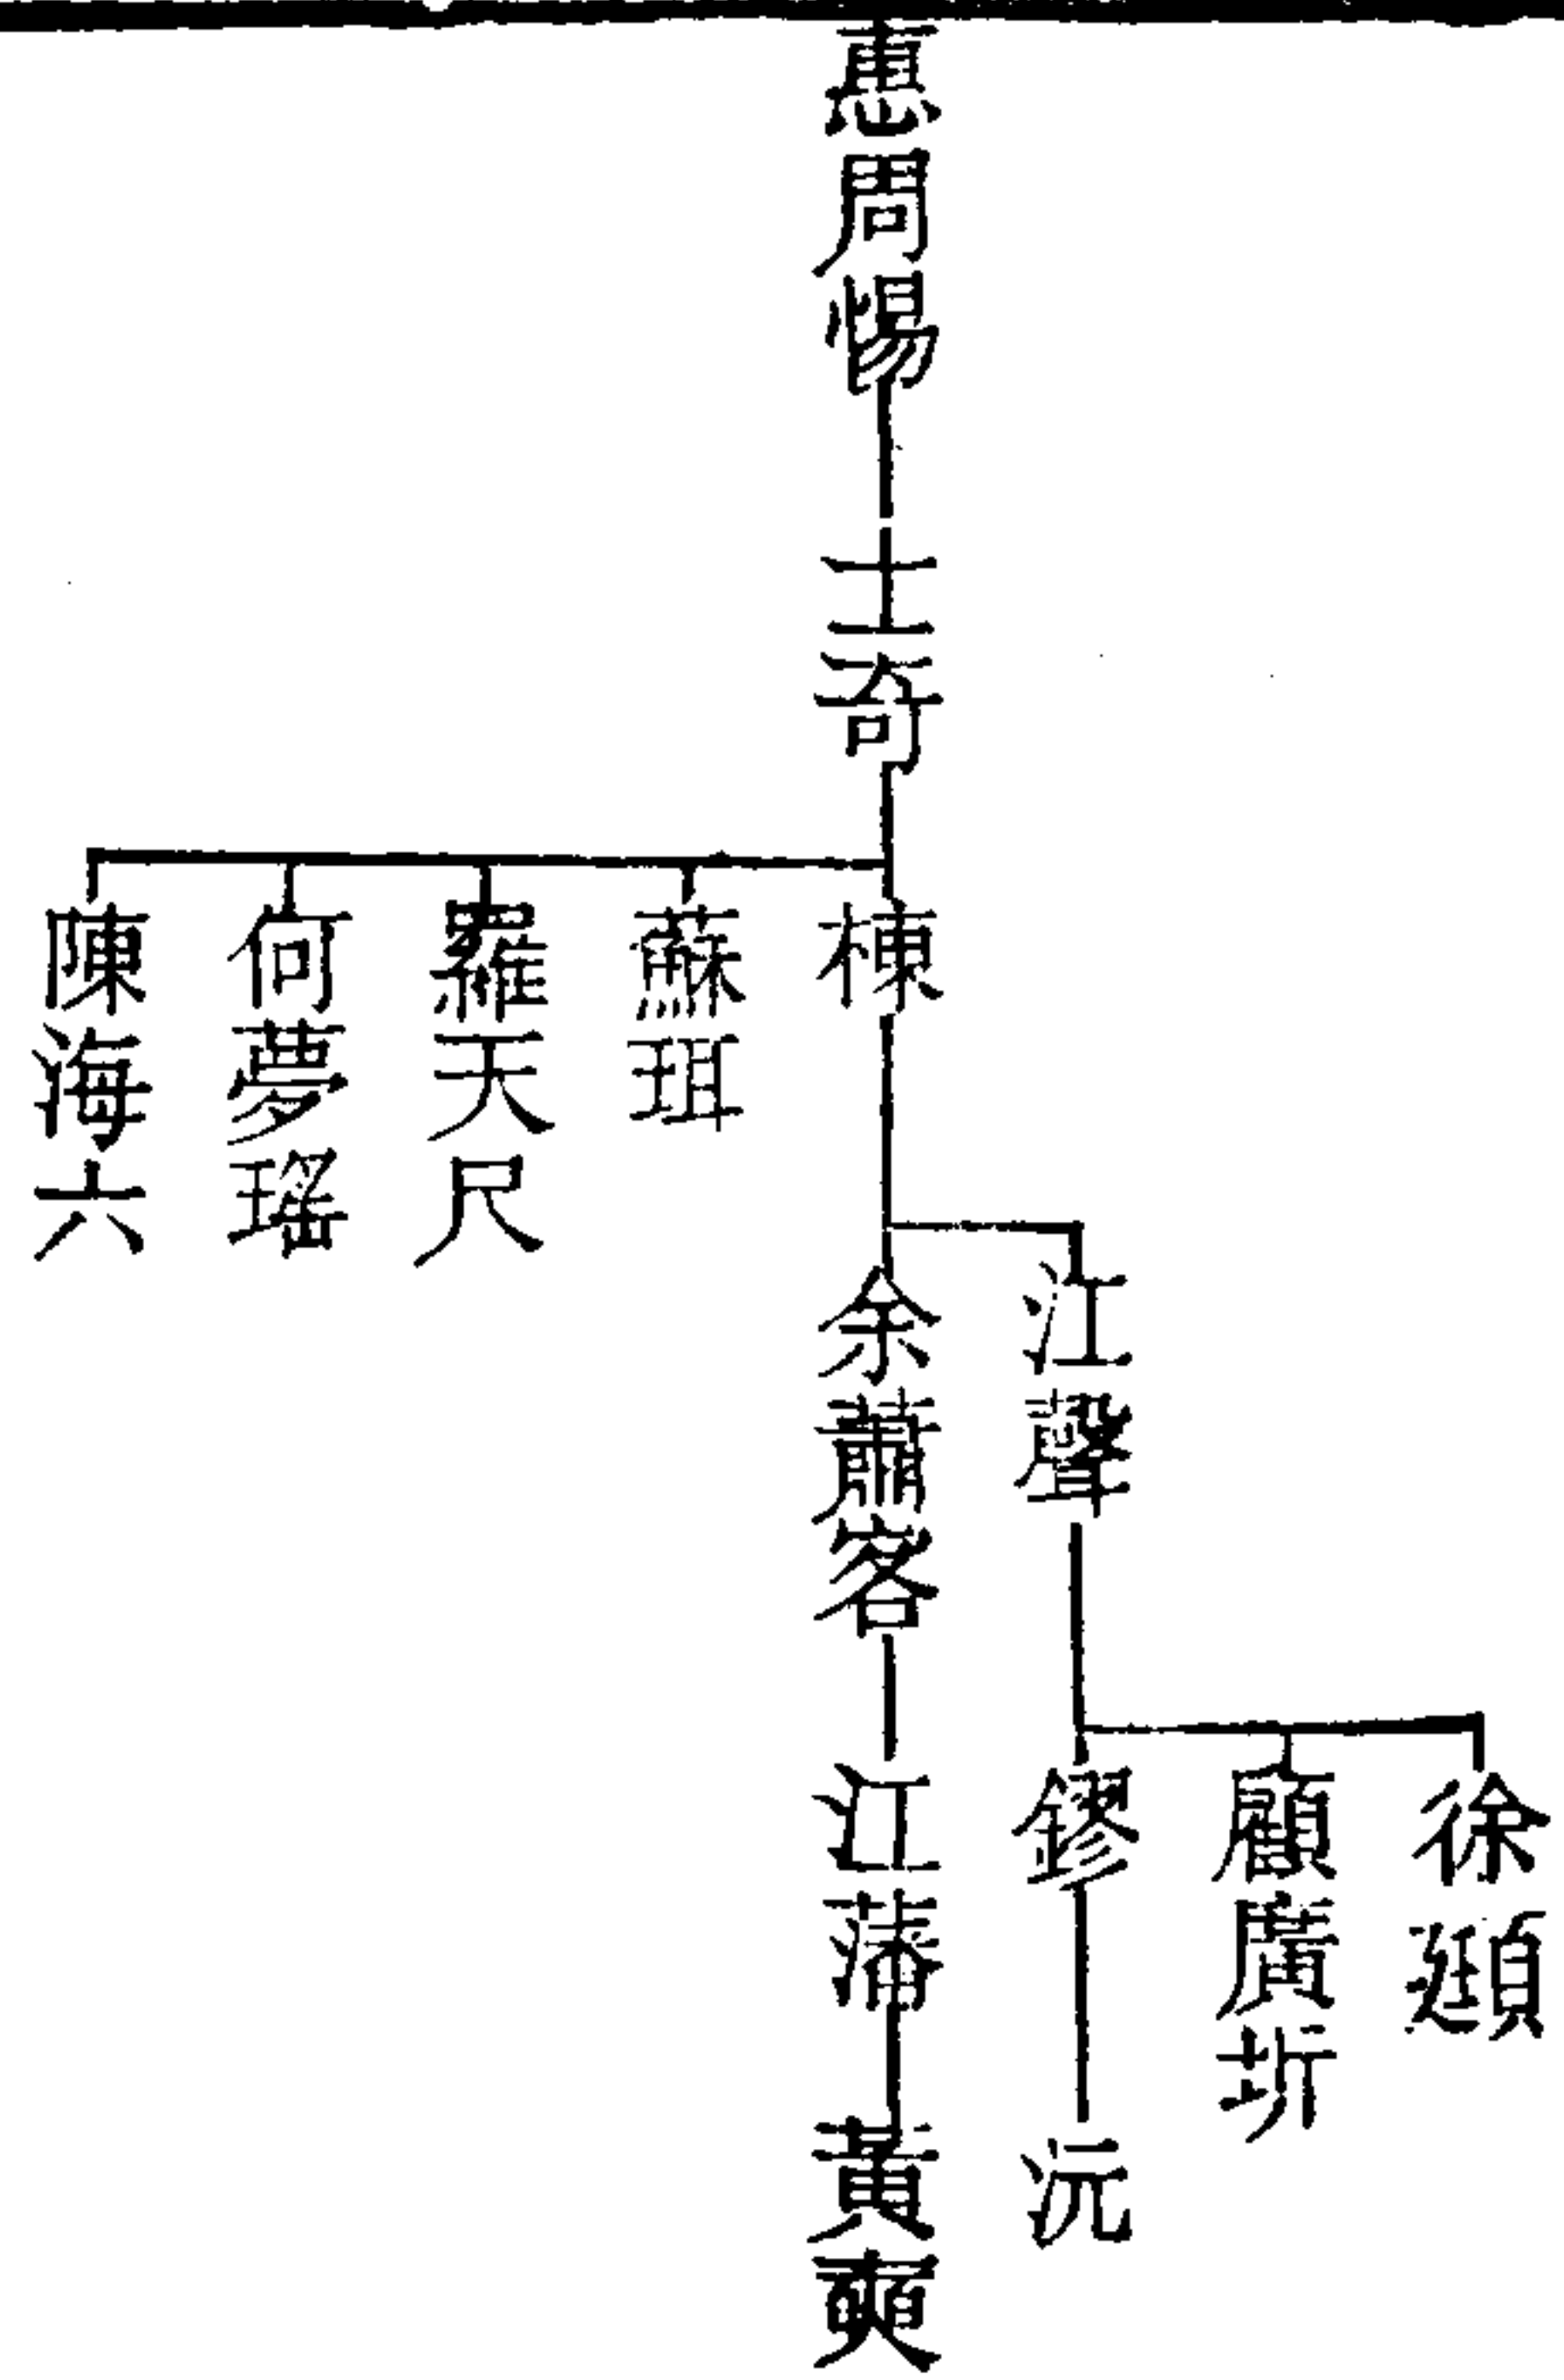 惠周惕
士奇
棟
蘇珥
羅天尺
何夢瑤
陳海六
江聲
余蕭客
徐頲
顧廣圻
鏐
江藩
沅
黃奭